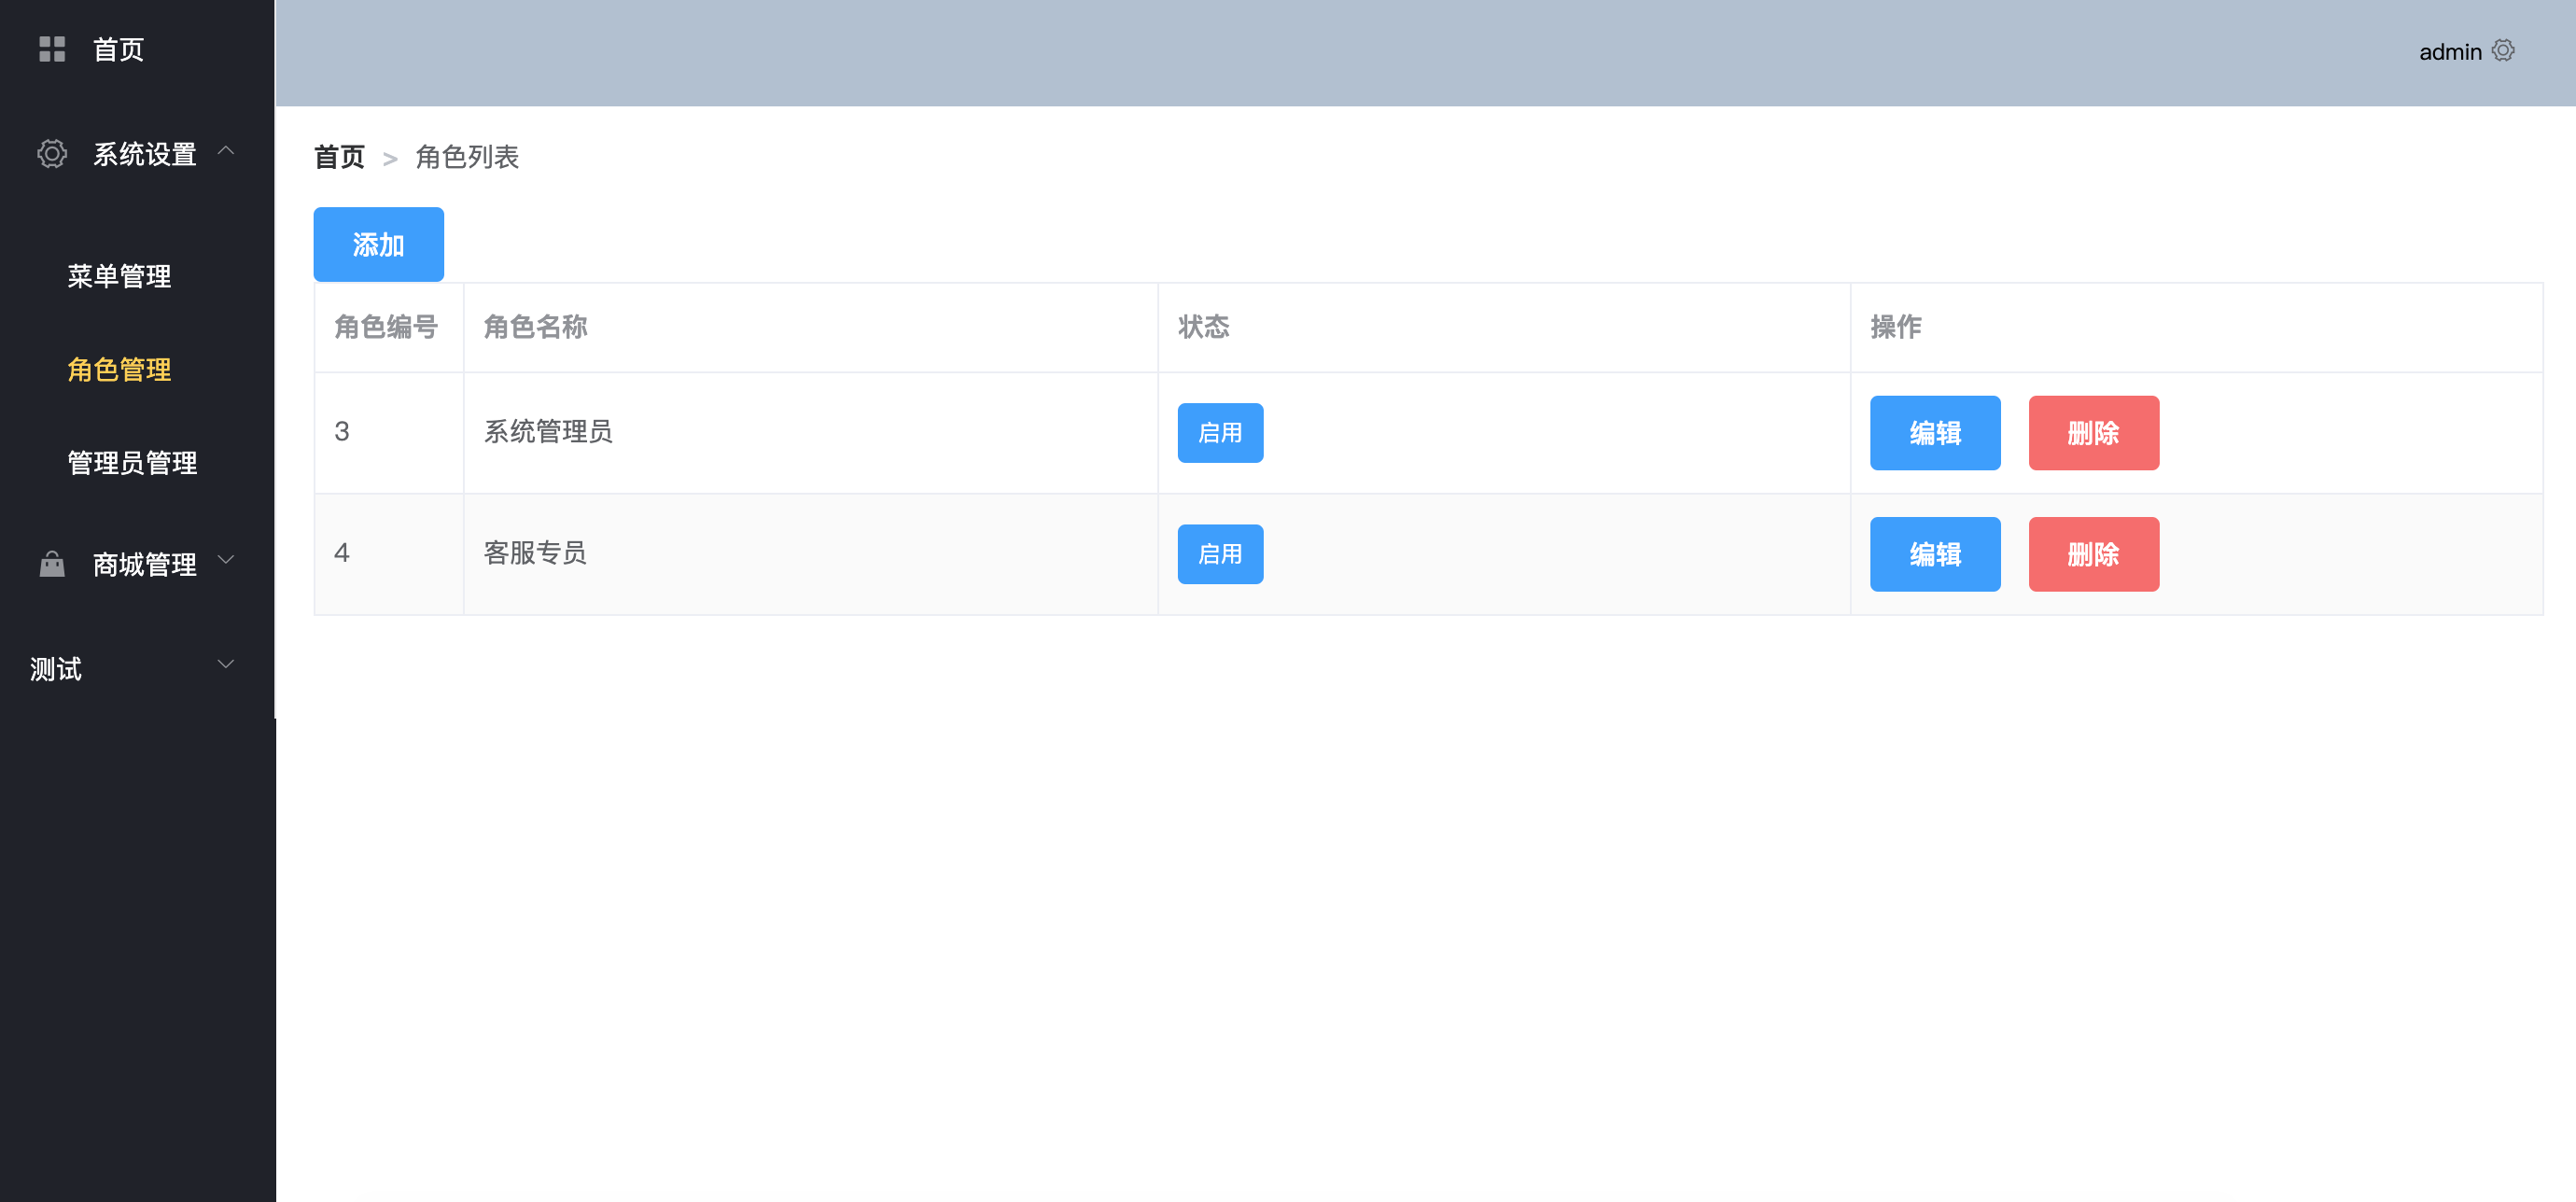 首页
系统设置
菜单管理
角色管理
管理员管理
商城管理
测试
admin
首页 > 角色列表
添加
角色编号 角色名称 状态 操作
3 系统管理员 启用 编辑 删除
4 客服专员 启用 编辑 删除